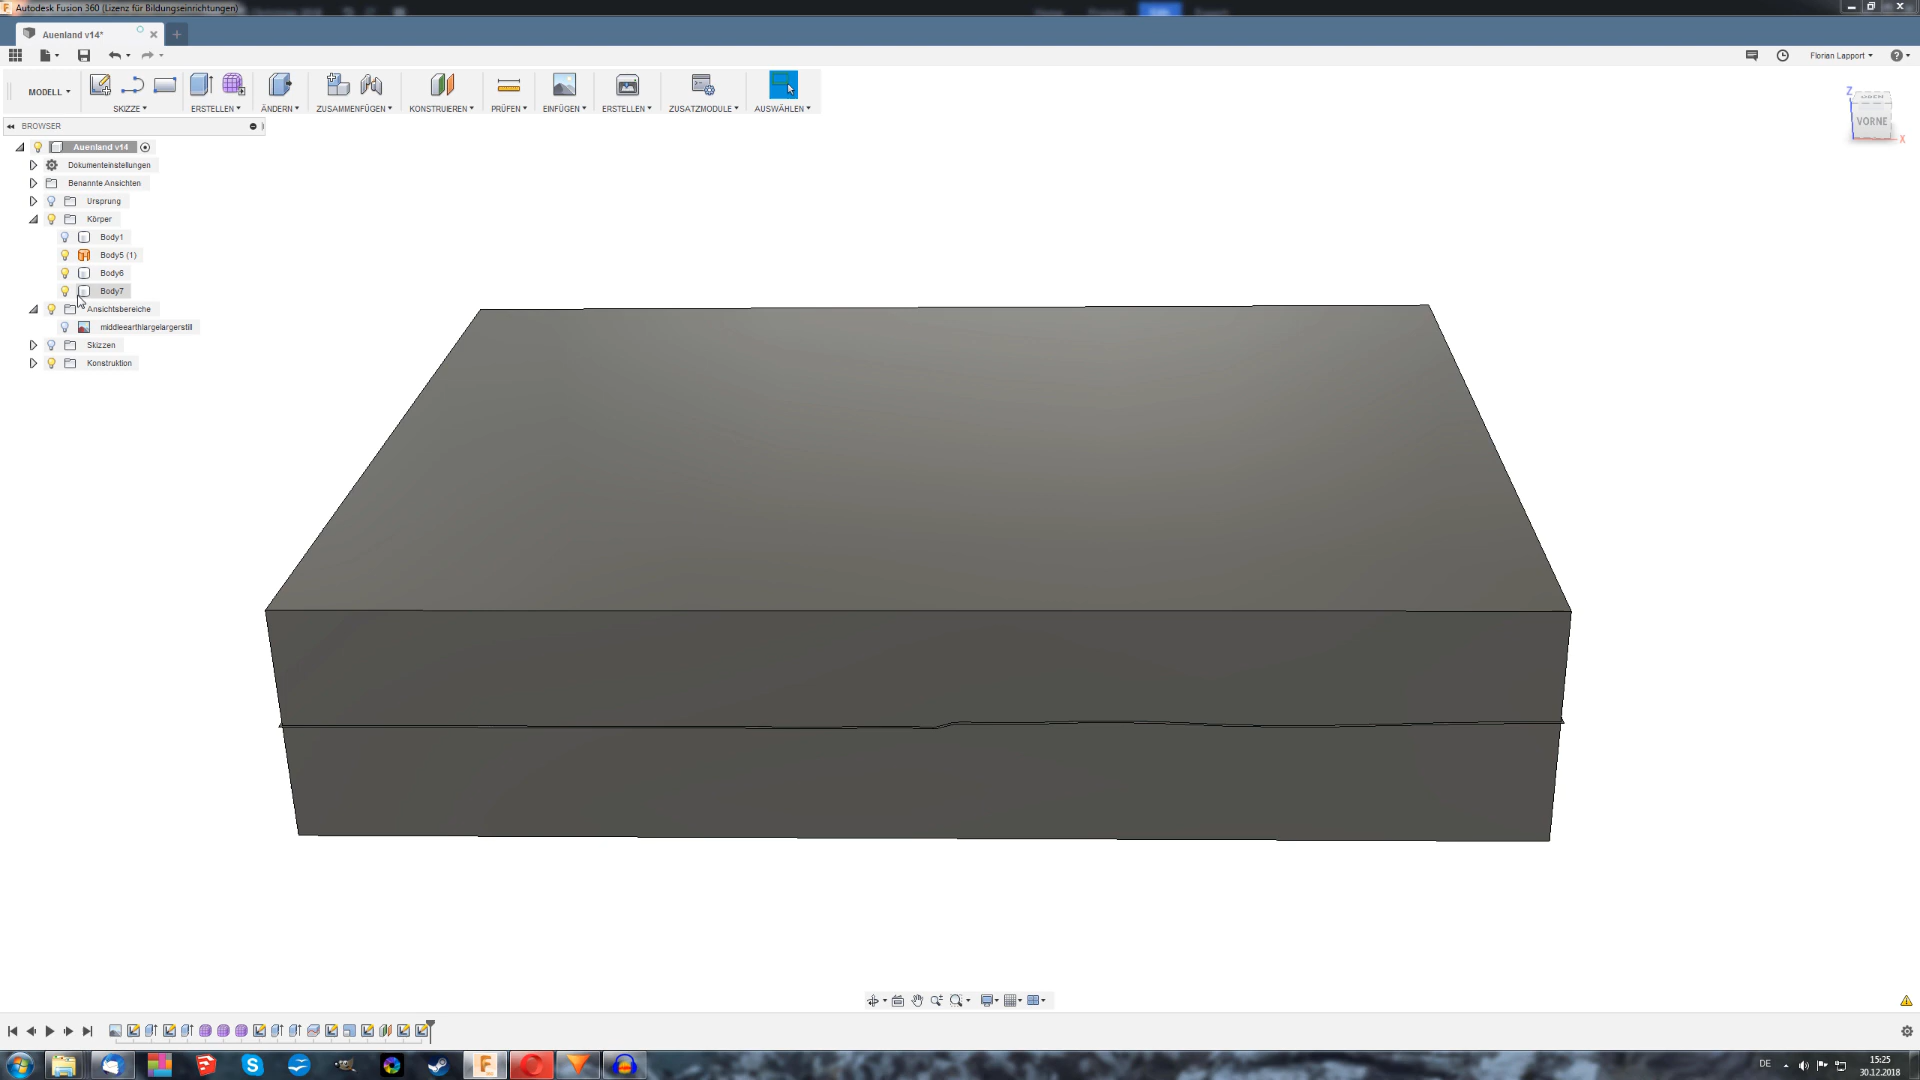 Autodesk Fusion 360 (Lizenz für Bildungseinrichtungen)
Auenland v14*
Florian Lapport
MODELL
SKIZZE
ERSTELLEN
ÄNDERN
ZUSAMMENFÜGEN
KONSTRUIEREN
PRÜFEN
EINFÜGEN
ERSTELLEN
ZUSATZMODULE
AUSWÄHLEN
BROWSER
Z
OBEN
VORNE
X
Auenland v14
Dokumenteinstellungen
Benannte Ansichten
Ursprung
Körper
Body1
Body5 (1)
Body6
Body7
Ansichtsbereiche
middleearthlargelargerstill
Skizzen
Konstruktion
DE
15:25
30.12.2018